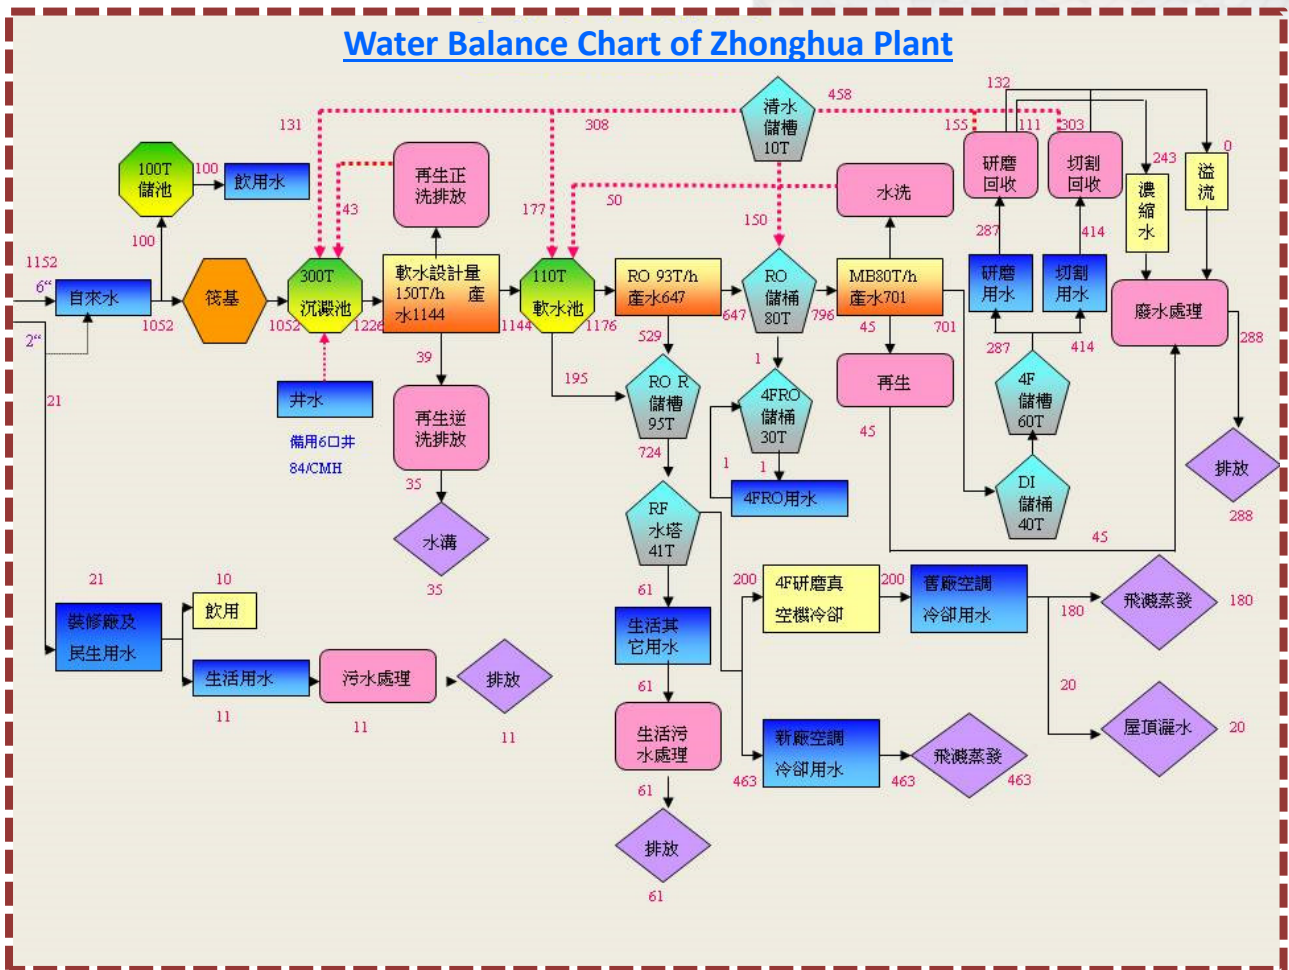 Water Balance Chart of Zhonghua Plant
132
清水
儲槽
10T
458
131
308
155
111
303
研磨
回收
切割
回收
0
243
濃
縮
水
溢
流
100T
儲池
100
飲用水
再生正
洗排放
43
177
50
水洗
150
287
414
研磨
用水
切割
用水
廢水處理
100
1152
6“
自來水
1052
筏基
1052
300T
沉澱池
1226
軟水設計量
150T/h 產
水1144
1144
110T
軟水池
1176
RO 93T/h
產水647
647
RO
儲桶
80T
796
MB80T/h
產水701
701
2“
21
39
529
1
45
287
414
288
井水
備用6口井
84/CMH
再生逆
洗排放
195
RO R
儲槽
95T
4FRO
儲桶
30T
再生
45
4F
儲槽
60T
排放
288
35
水溝
35
724
RF
水塔
41T
1
1
4FRO用水
DI
儲桶
40T
45
21
裝修廠及
民生用水
10
飲用
生活用水
11
污水處理
11
排放
11
61
生活其
它用水
61
生活污
水處理
61
排放
61
200
4F研磨真
空機冷卻
200
舊廠空調
冷卻用水
180
飛濺蒸發
180
20
屋頂灑水
20
463
新廠空調
冷卻用水
463
飛濺蒸發
463